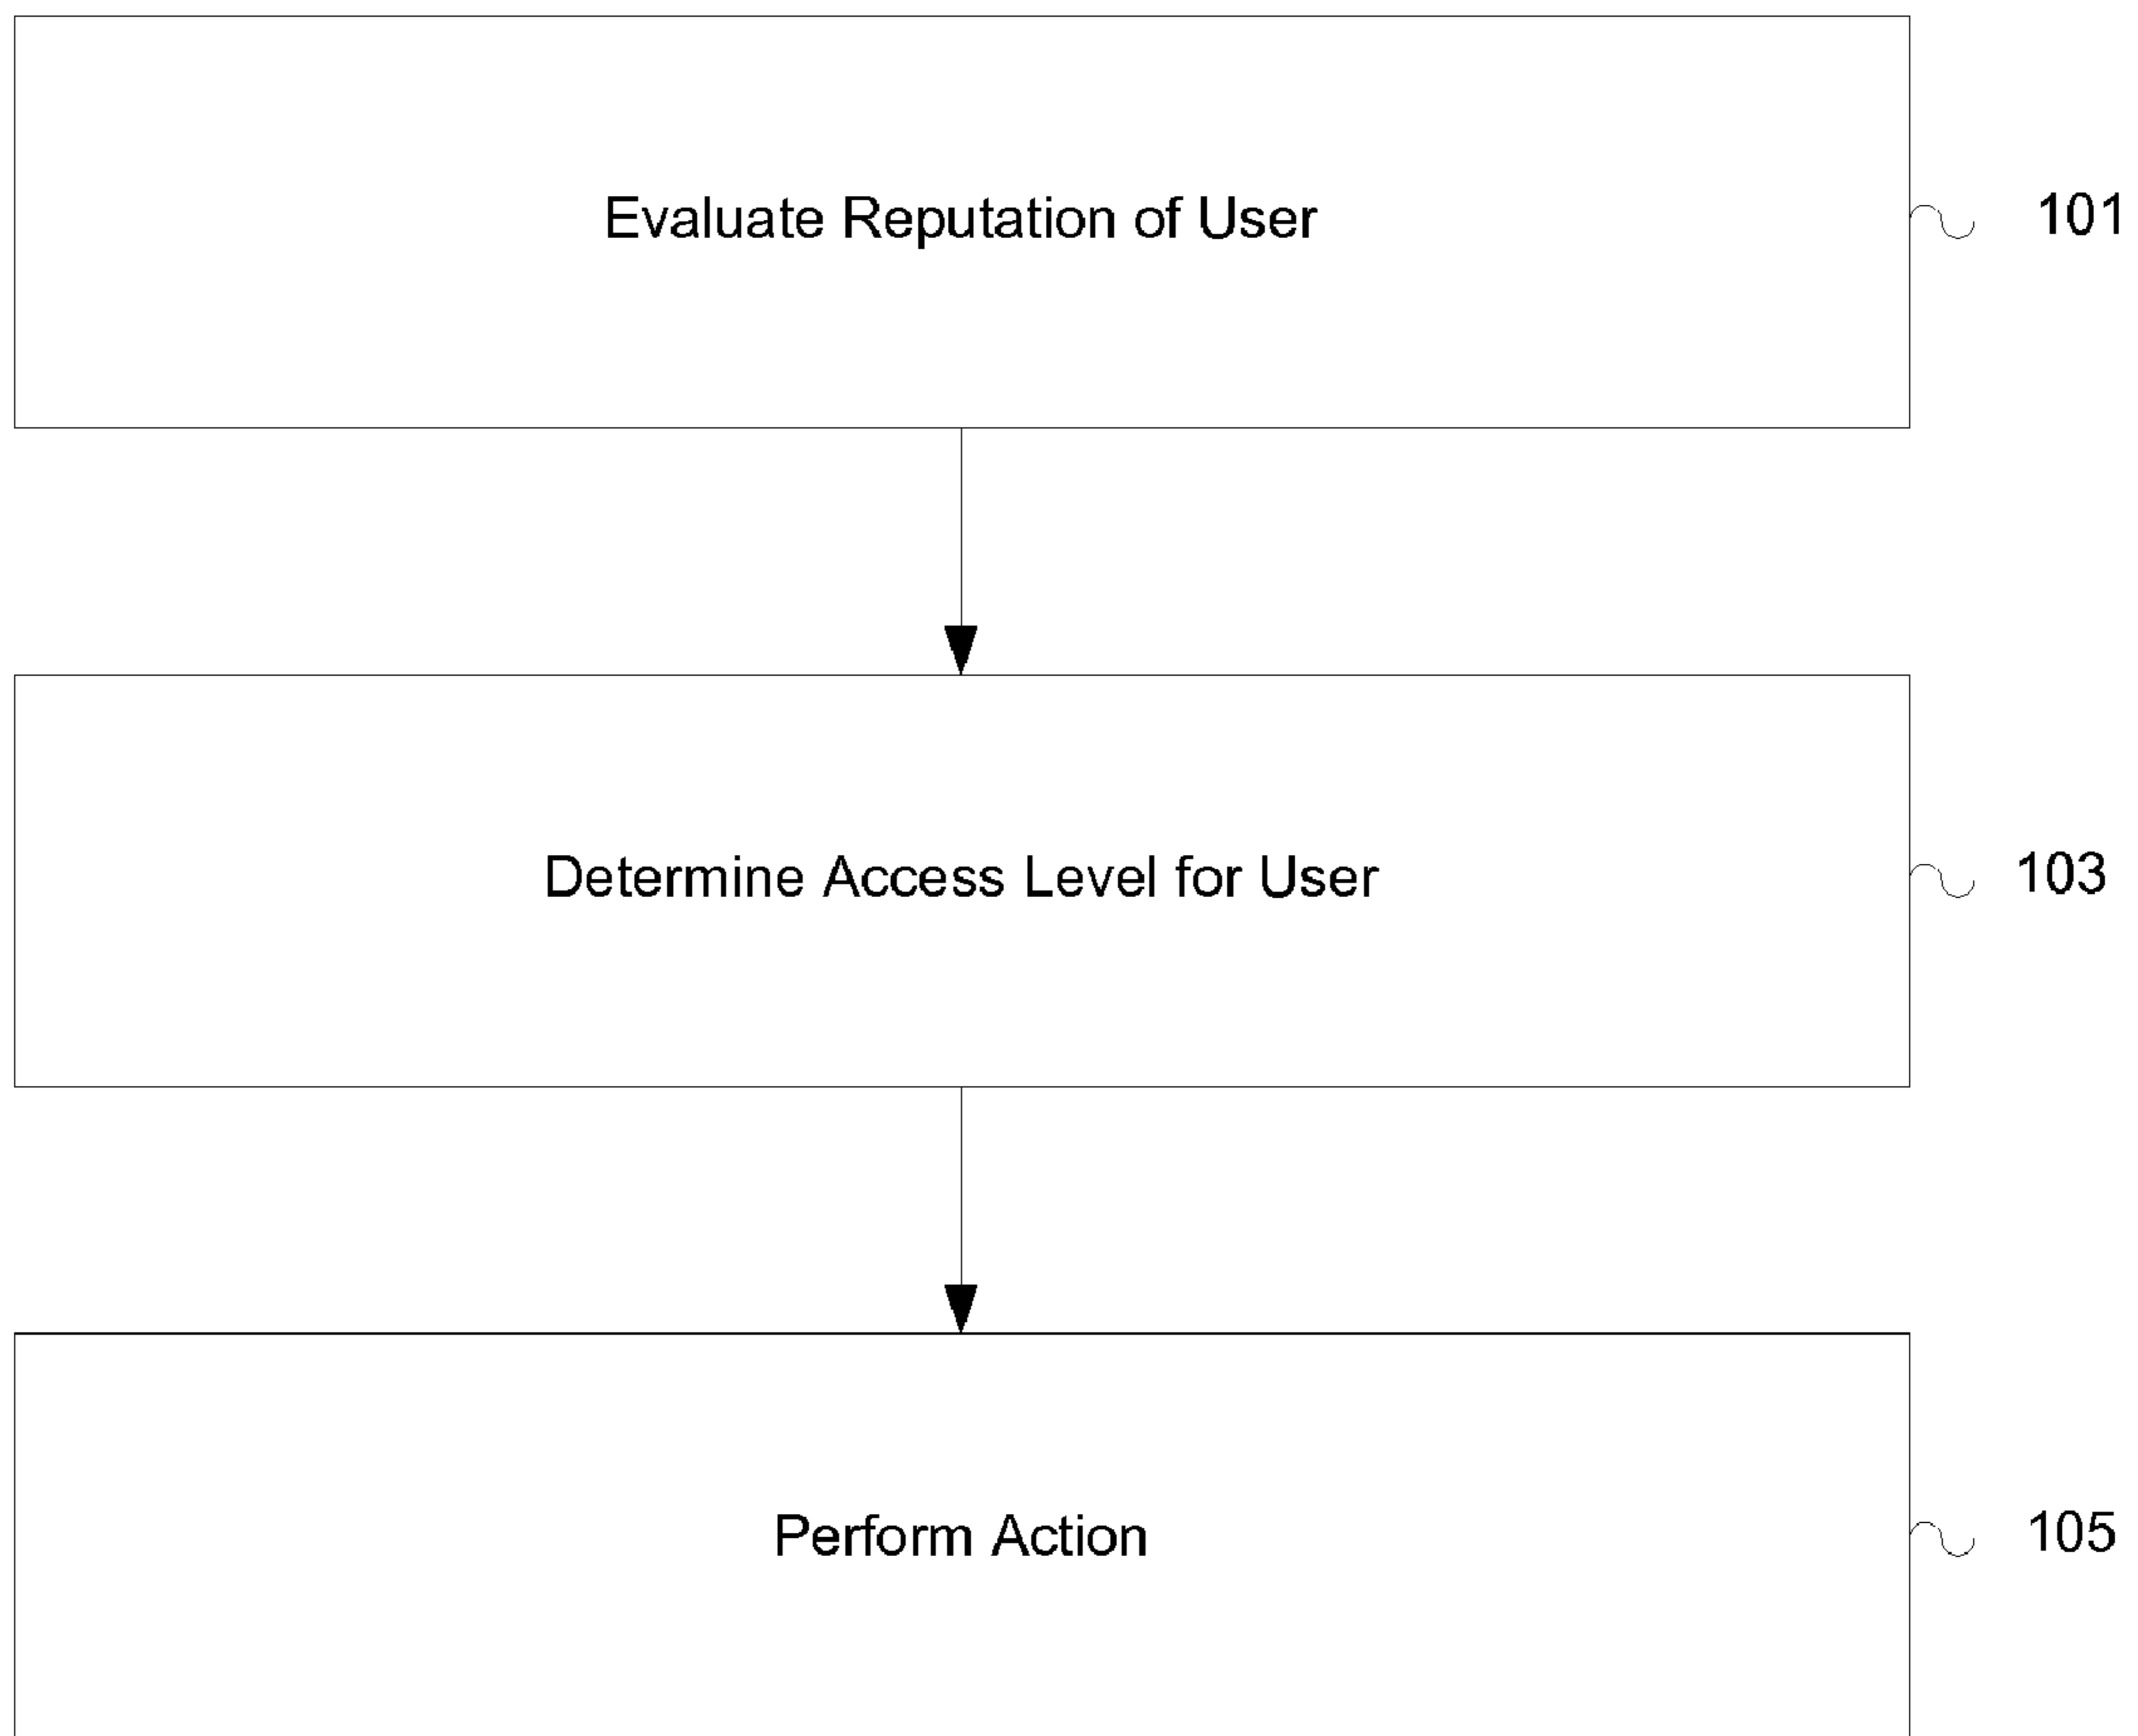 Evaluate Reputation of User
101
Determine Access Level for User
103
Perform Action
105